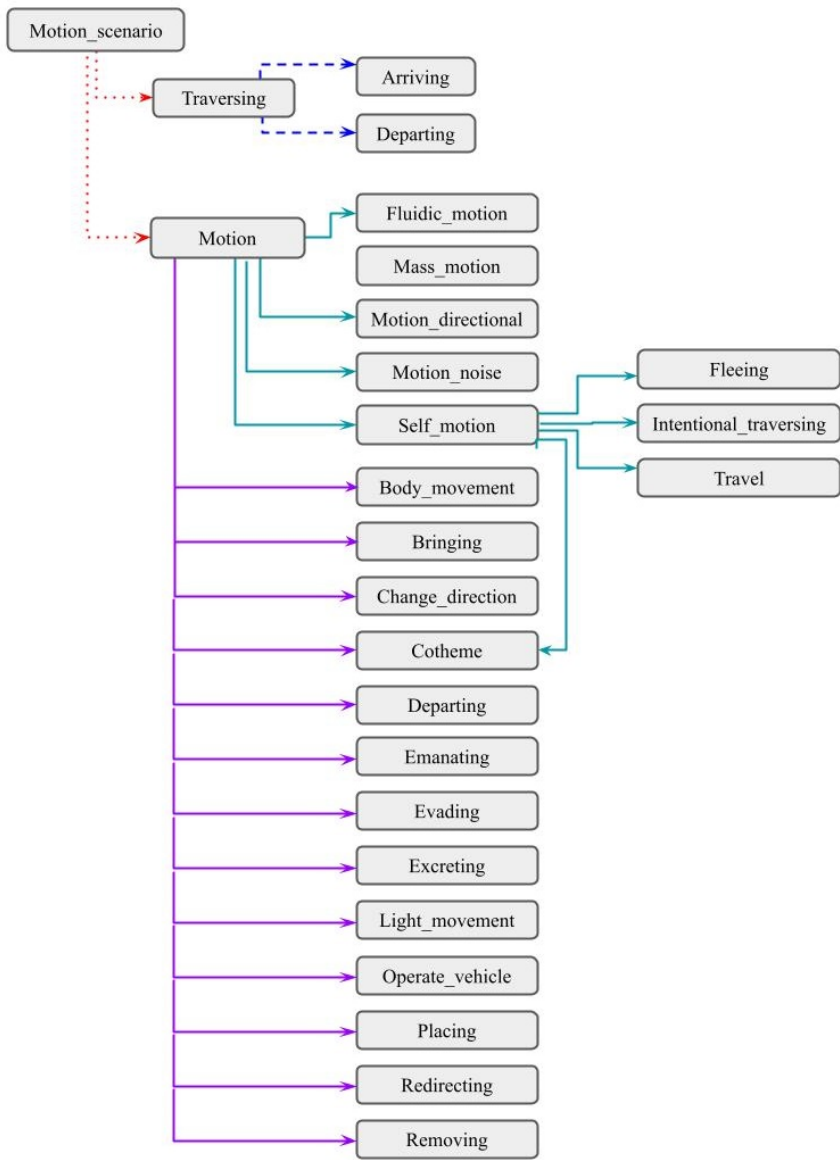 Motion_scenario
Traversing
Arriving
Departing
Motion
Fluidic_motion
Mass_motion
Motion_directional
Motion_noise
Self_motion
Fleeing
Intentional_traversing
Travel
Body_movement
Bringing
Change_direction
Cotheme
Departing
Emanating
Evading
Excreting
Light_movement
Operate_vehicle
Placing
Redirecting
Removing